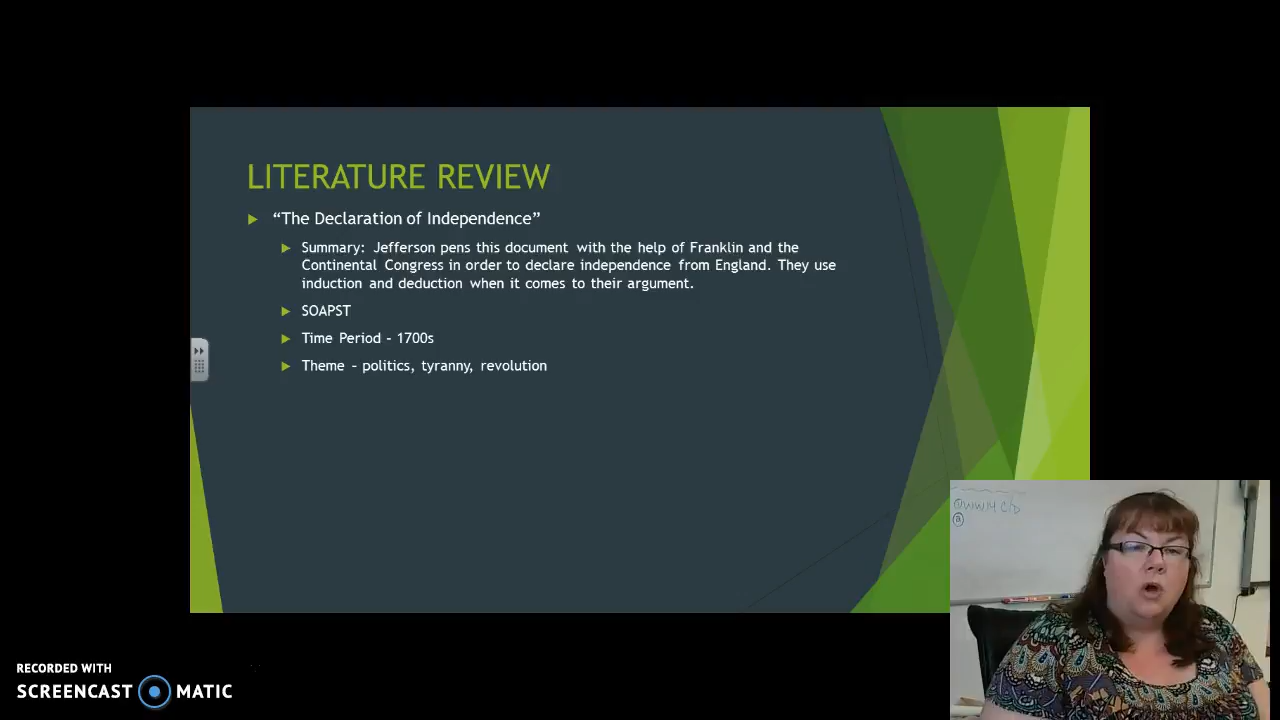 LITERATURE REVIEW
“The Declaration of Independence”
Summary: Jefferson pens this document with the help of Franklin and the
Continental Congress in order to declare independence from England. They use
induction and deduction when it comes to their argument.
SOAPST
Time Period – 1700s
Theme – politics, tyranny, revolution
RECORDED WITH
SCREENCAST MATIC